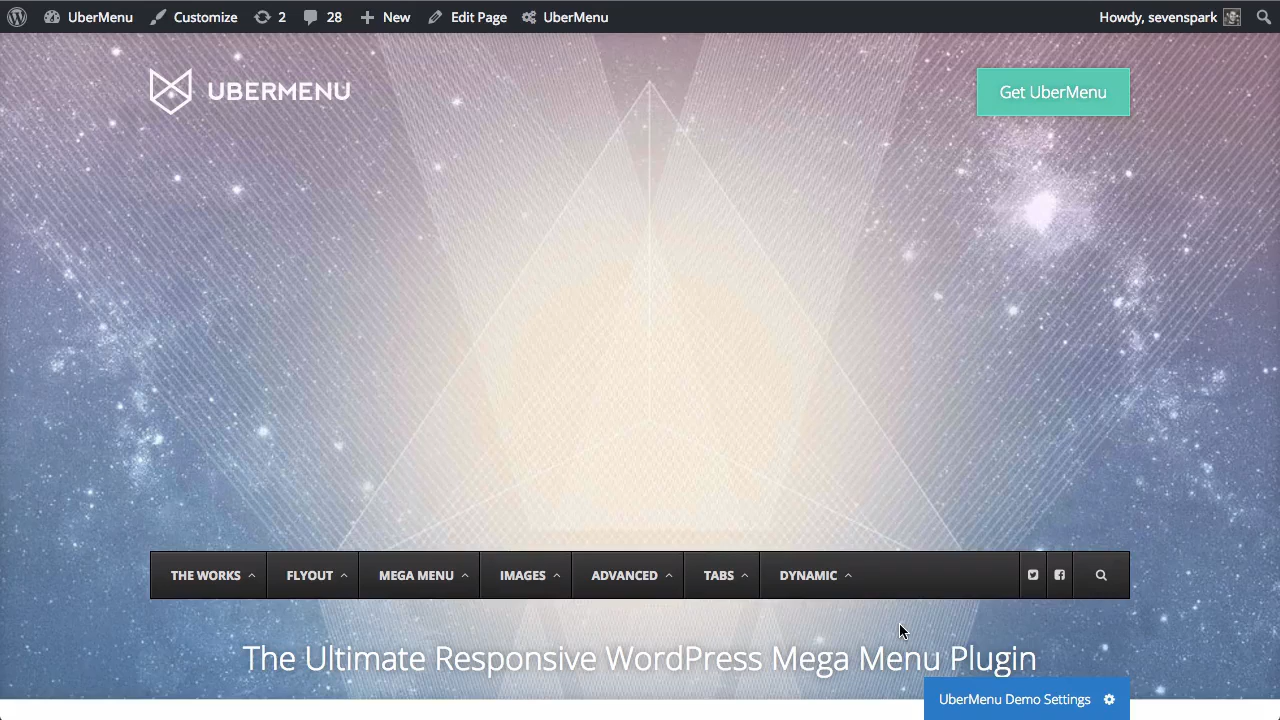 UberMenu Customize 2 28 New Edit Page UberMenu Howdy, sevenspark
UBERMENU
Get UberMenu
THE WORKS FLYOUT MEGA MENU IMAGES ADVANCED TABS DYNAMIC
The Ultimate Responsive WordPress Mega Menu Plugin
UberMenu Demo Settings